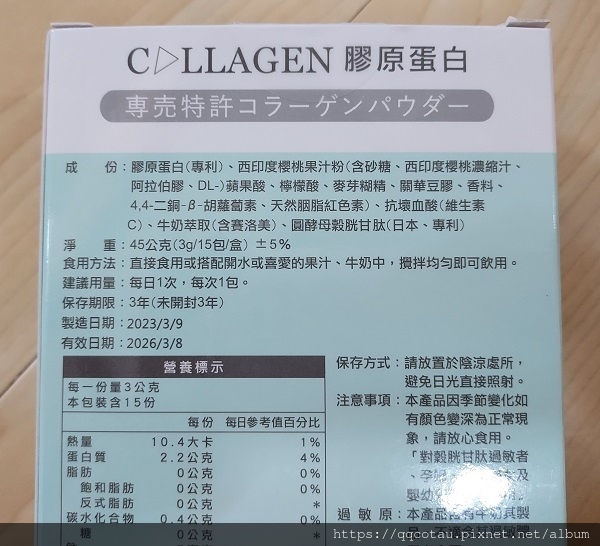 C▷LLAGEN 膠原蛋白
専売特許コラーゲンパウダー
成　份：膠原蛋白(專利)、西印度櫻桃果汁粉(含砂糖、西印度櫻桃濃縮汁、
阿拉伯膠、DL-)蘋果酸、檸檬酸、麥芽糊精、關華豆膠、香料、
4,4-二銅-β-胡蘿蔔素、天然胭脂紅色素)、抗壞血酸(維生素
C)、牛奶萃取(含賽洛美)、圓酵母穀胱甘肽(日本、專利)
淨　重：45公克(3g/15包/盒) ±5%
食用方法：直接食用或搭配開水或喜愛的果汁、牛奶中，攪拌均勻即可飲用。
建議用量：每日1次，每次1包。
保存期限：3年(未開封3年)
製造日期：2023/3/9
有效日期：2026/3/8
營養標示
每一份量3公克
本包裝含15份
每份 每日參考值百分比
熱量 10.4大卡 1%
蛋白質 2.2公克 4%
脂肪 0公克 0%
飽和脂肪 0公克 0%
反式脂肪 0公克 *
碳水化合物 0.4公克 0%
糖 0公克 *
保存方式：請放置於陰涼處所，
避免日光直接照射。
注意事項：本產品因季節變化如
有顏色變深為正常現
象，請放心食用。
「對穀胱甘肽過敏者
、孕
嬰幼
過敏原：本產品含有牛奶其製
https://qqcotau.pixnet.net/album